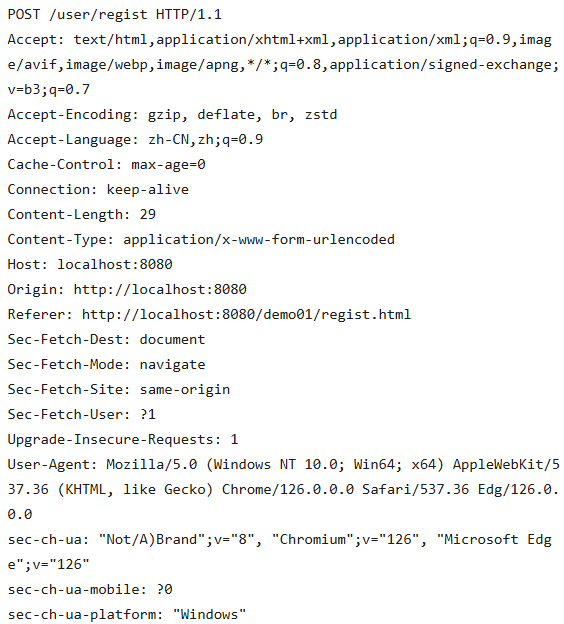 POST /user/regist HTTP/1.1
Accept: text/html,application/xhtml+xml,application/xml;q=0.9,imag
e/avif,image/webp,image/apng,*/*;q=0.8,application/signed-exchange;
v=b3;q=0.7
Accept-Encoding: gzip, deflate, br, zstd
Accept-Language: zh-CN,zh;q=0.9
Cache-Control: max-age=0
Connection: keep-alive
Content-Length: 29
Content-Type: application/x-www-form-urlencoded
Host: localhost:8080
Origin: http://localhost:8080
Referer: http://localhost:8080/demo01/regist.html
Sec-Fetch-Dest: document
Sec-Fetch-Mode: navigate
Sec-Fetch-Site: same-origin
Sec-Fetch-User: ?1
Upgrade-Insecure-Requests: 1
User-Agent: Mozilla/5.0 (Windows NT 10.0; Win64; x64) AppleWebKit/5
37.36 (KHTML, like Gecko) Chrome/126.0.0.0 Safari/537.36 Edg/126.0.
0.0
sec-ch-ua: "Not/A)Brand";v="8", "Chromium";v="126", "Microsoft Edg
e";v="126"
sec-ch-ua-mobile: ?0
sec-ch-ua-platform: "Windows"